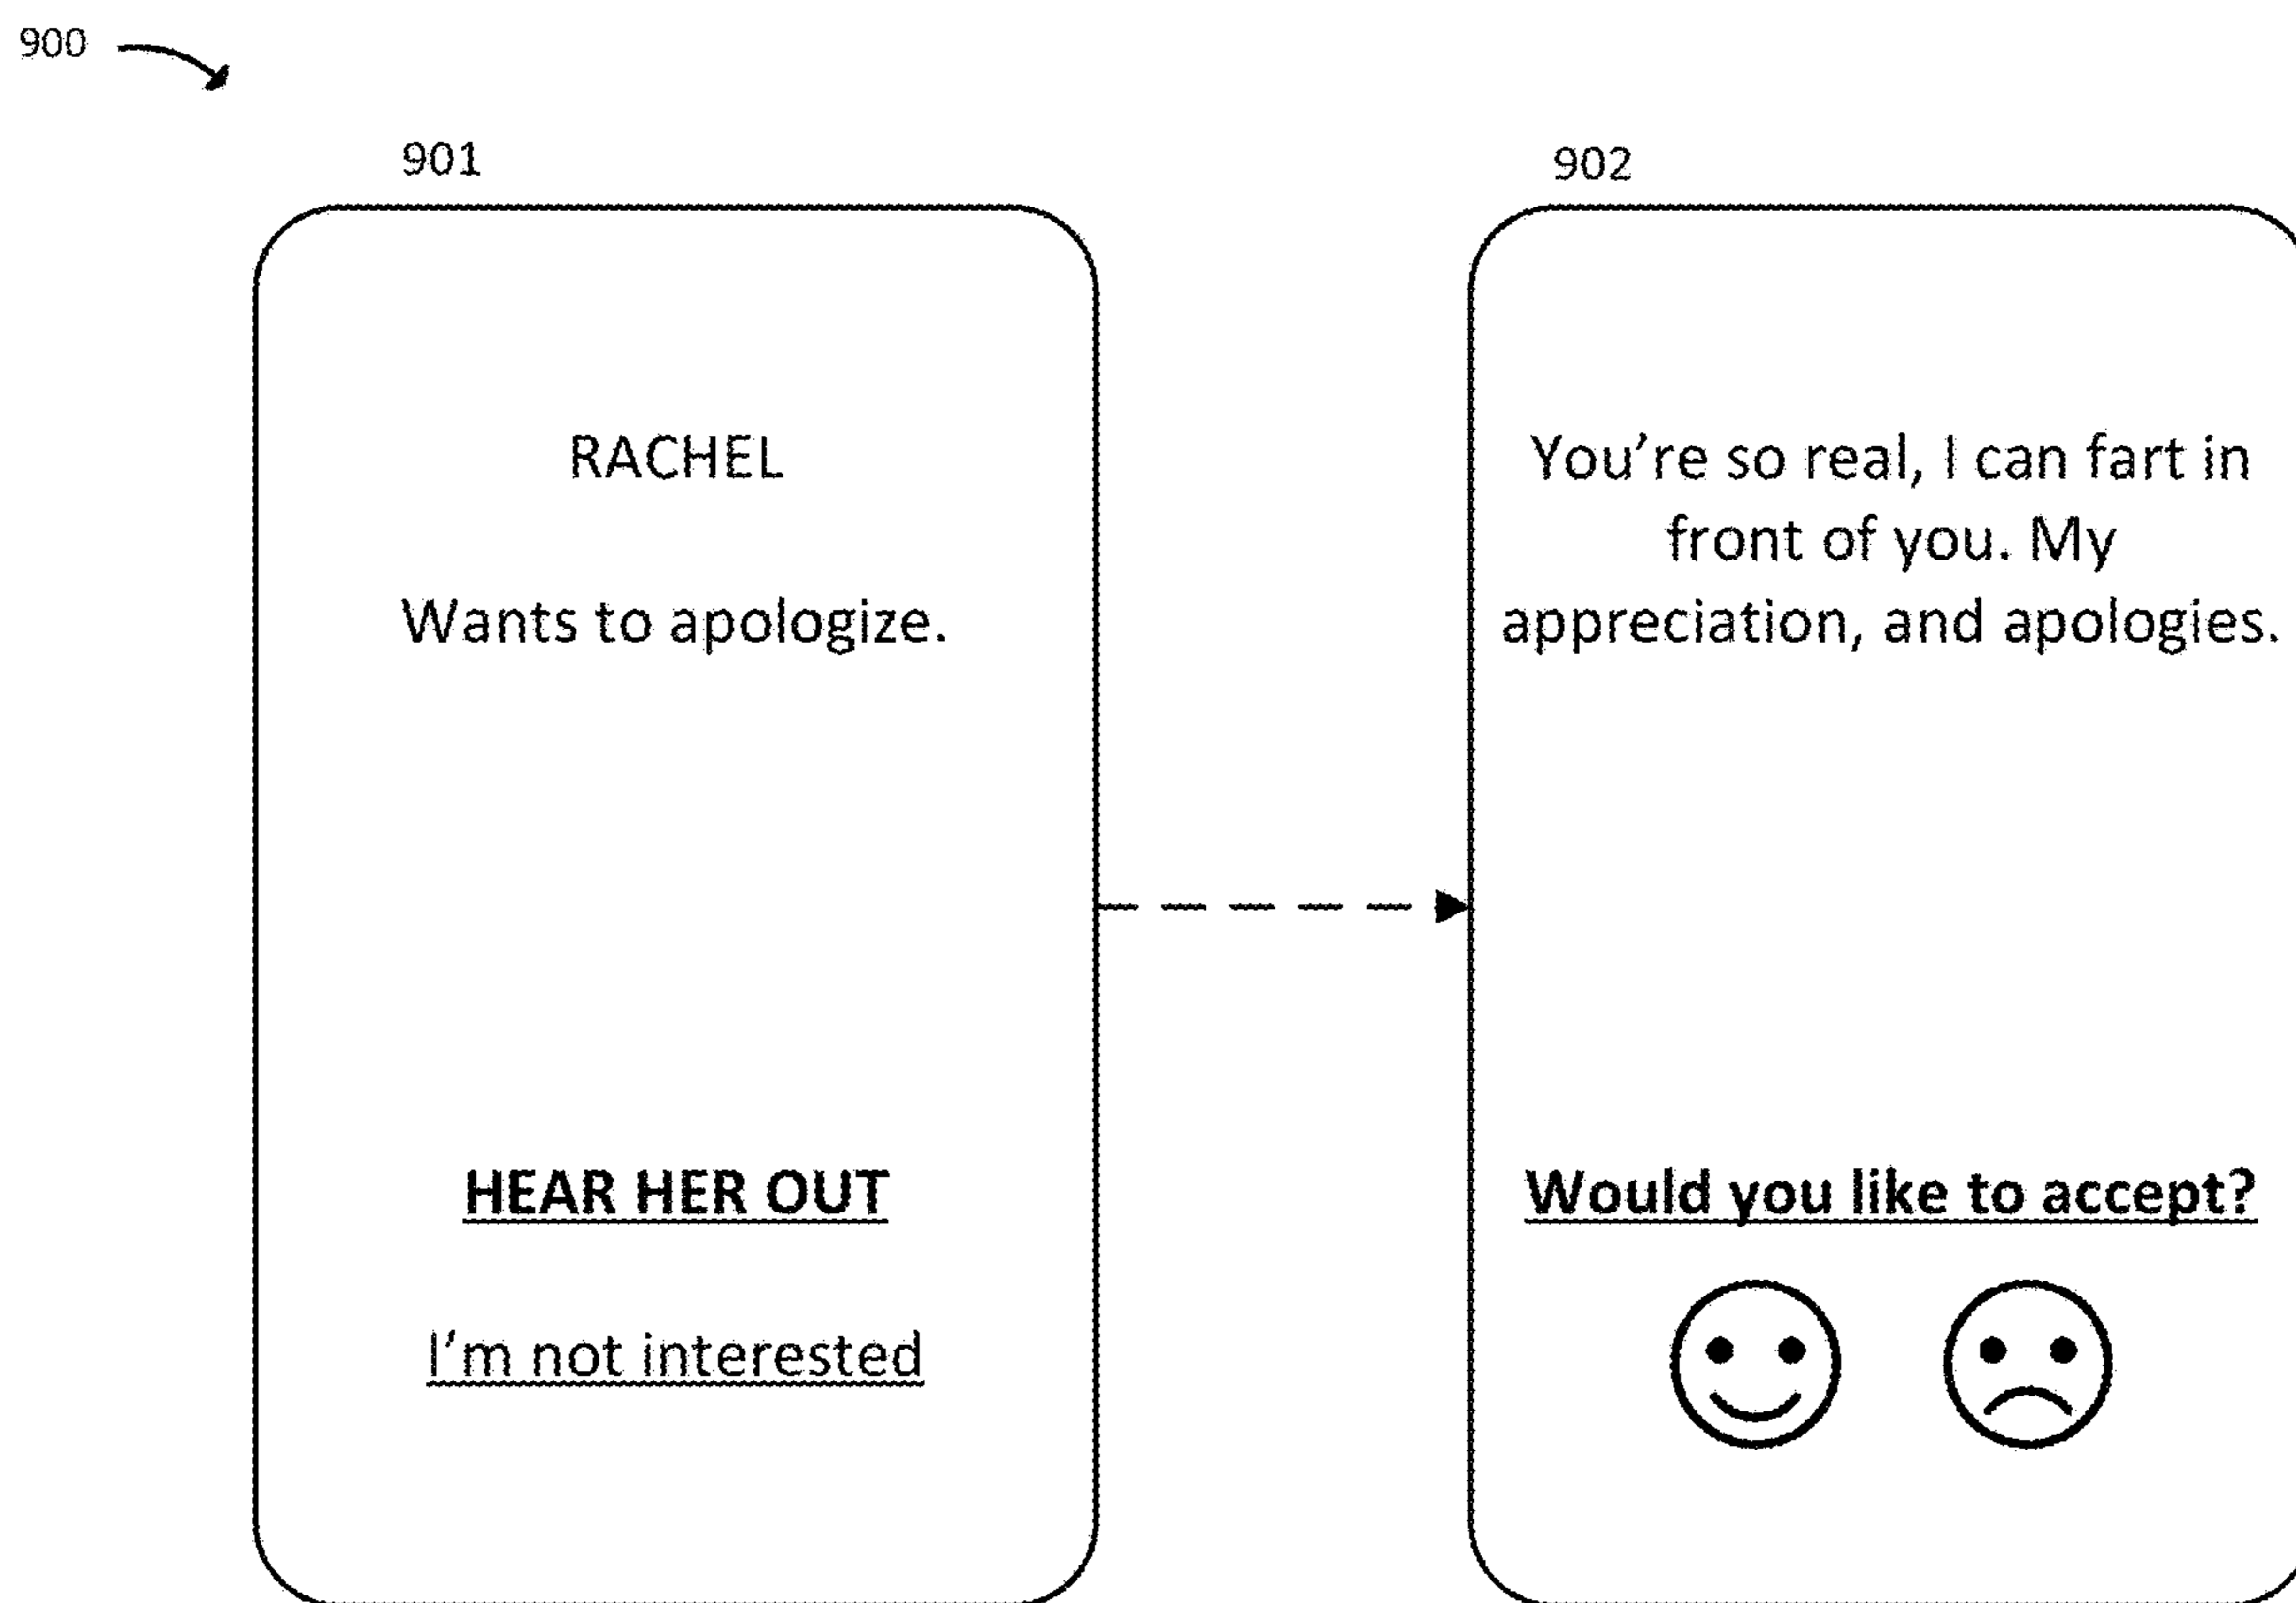 900
901
902
RACHEL
Wants to apologize.
HEAR HER OUT
I'm not interested
You're so real, I can fart in
front of you. My
appreciation, and apologies.
Would you like to accept?